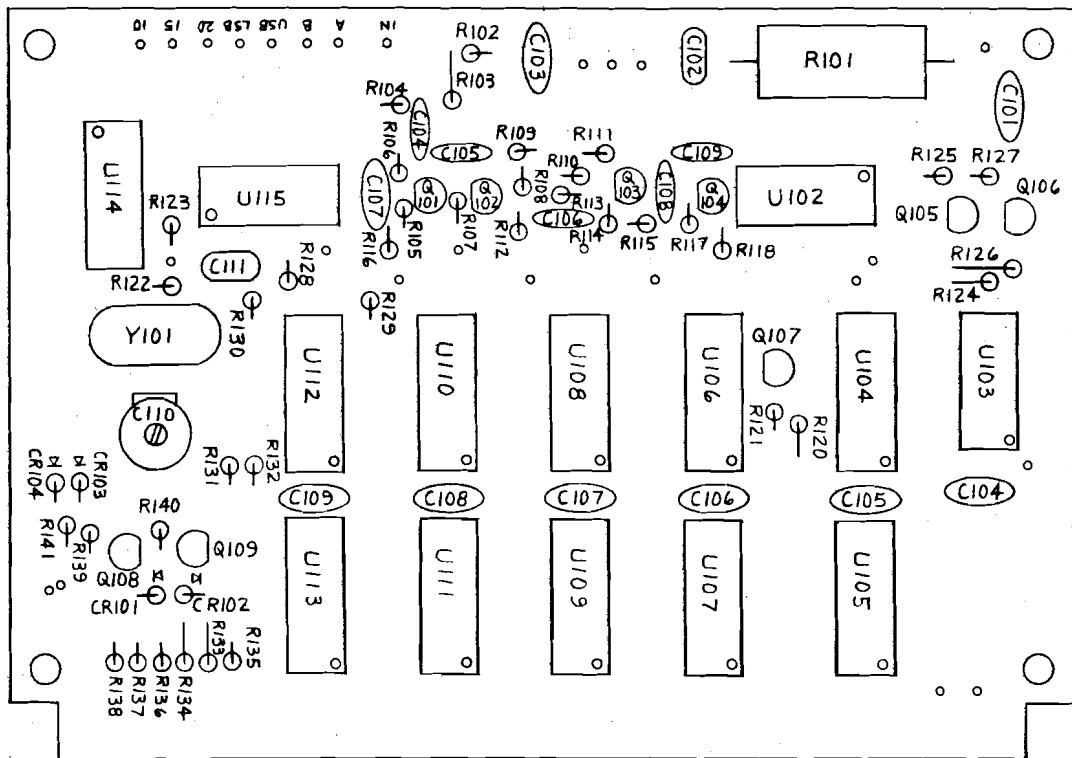 10 15 20 LSB USB B A IN
R102
C103
C102
R101
R103
R104
C101
C104
R109
R111
R125
R127
U114
R106
C105
R110
C109
Q106
U115
C107
Q101
Q102
R108
Q103
C108
Q104
U102
Q105
R123
C106
R113
R105
R107
R112
R114
R115
R117
R118
R116
C111
R128
R126
R122
R124
R130
R129
Y101
U112
U110
U108
U106
Q107
U104
U103
R121
R120
C110
CR104
CR103
R131
R132
C109
C108
C107
C106
C105
C104
R140
R141
R139
Q108
Q109
U113
U111
U109
U107
U105
CR101
CR102
R133
R135
R138
R137
R136
R134